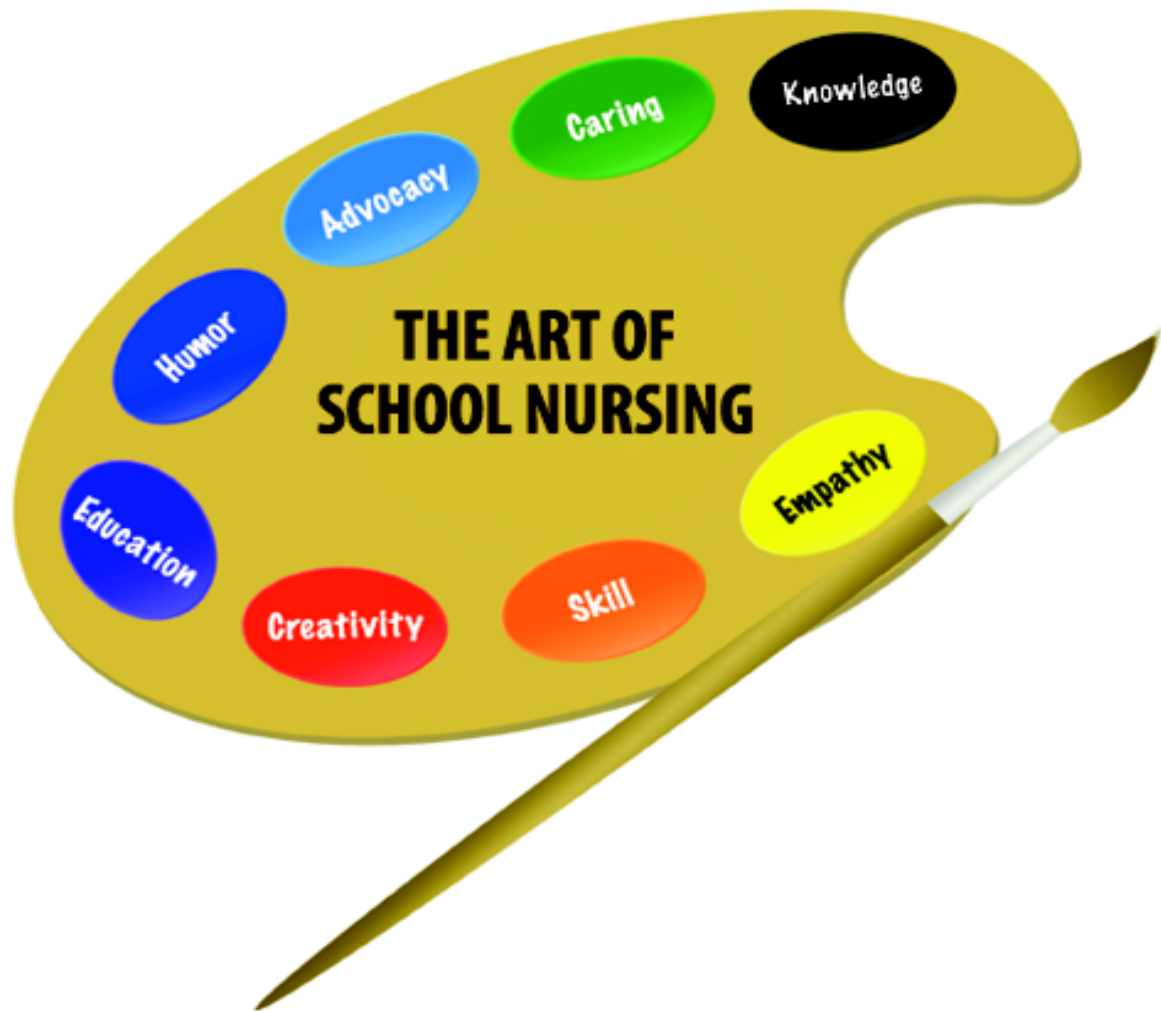 Knowledge
Caring
Advocacy
Humor
THE ART OF
SCHOOL NURSING
Education
Creativity
Skill
Empathy